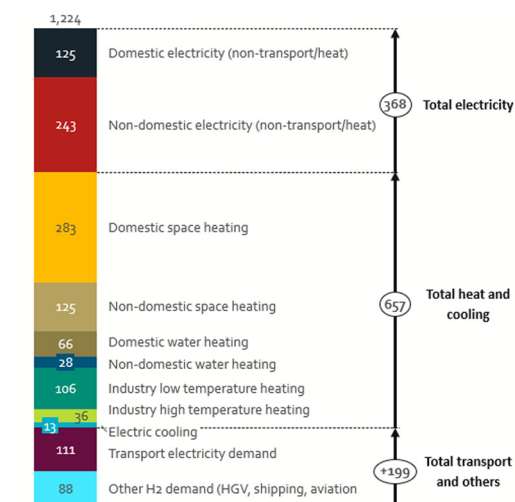 1,224
125 Domestic electricity (non-transport/heat)
368 Total electricity
243 Non-domestic electricity (non-transport/heat)
283 Domestic space heating
125 Non-domestic space heating
657 Total heat and
cooling
66 Domestic water heating
28 Non-domestic water heating
106 Industry low temperature heating
36 Industry high temperature heating
13 Electric cooling
111 Transport electricity demand
+199 Total transport
and others
88 Other H2 demand (HGV, shipping, aviation